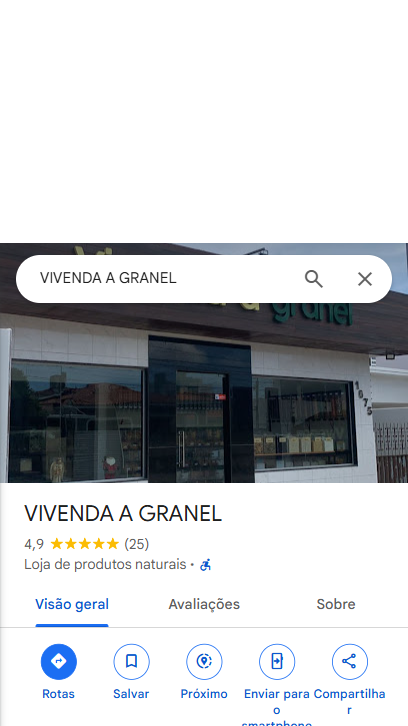 VIVENDA A GRANEL
granel
1675
VIVENDA A GRANEL
4,9 ★★★★★ (25)
Loja de produtos naturais ·
Visão geral Avaliações Sobre
Rotas Salvar Próximo Enviar para o smartphone Compartilhar